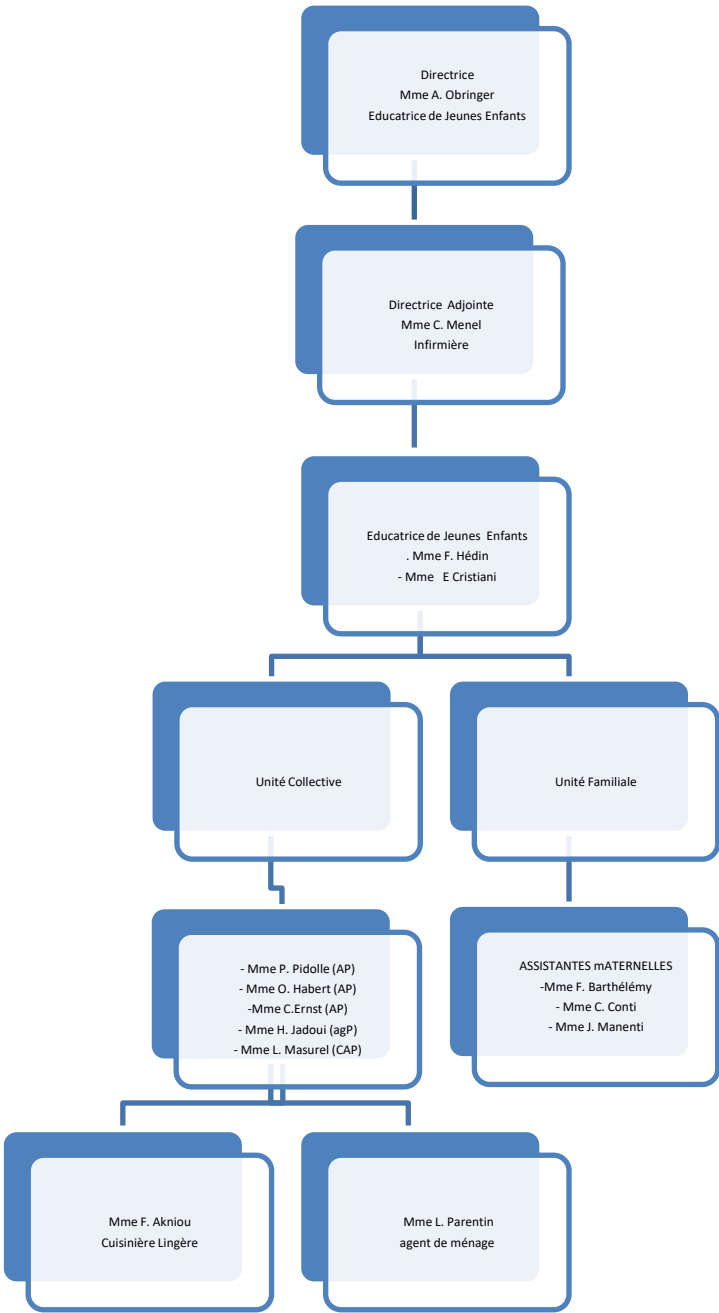 Directrice
Mme A. Obringer
Educatrice de Jeunes Enfants
Directrice Adjointe
Mme C. Menel
Infirmière
Educatrice de Jeunes Enfants
. Mme F. Hédin
- Mme E Cristiani
Unité Collective
Unité Familiale
- Mme P. Pidolle (AP)
- Mme O. Habert (AP)
-Mme C.Ernst (AP)
- Mme H. Jadoui (agP)
- Mme L. Masurel (CAP)
ASSISTANTES mATERNELLES
-Mme F. Barthélémy
- Mme C. Conti
- Mme J. Manenti
Mme F. Akniou
Cuisinière Lingère
Mme L. Parentin
agent de ménage